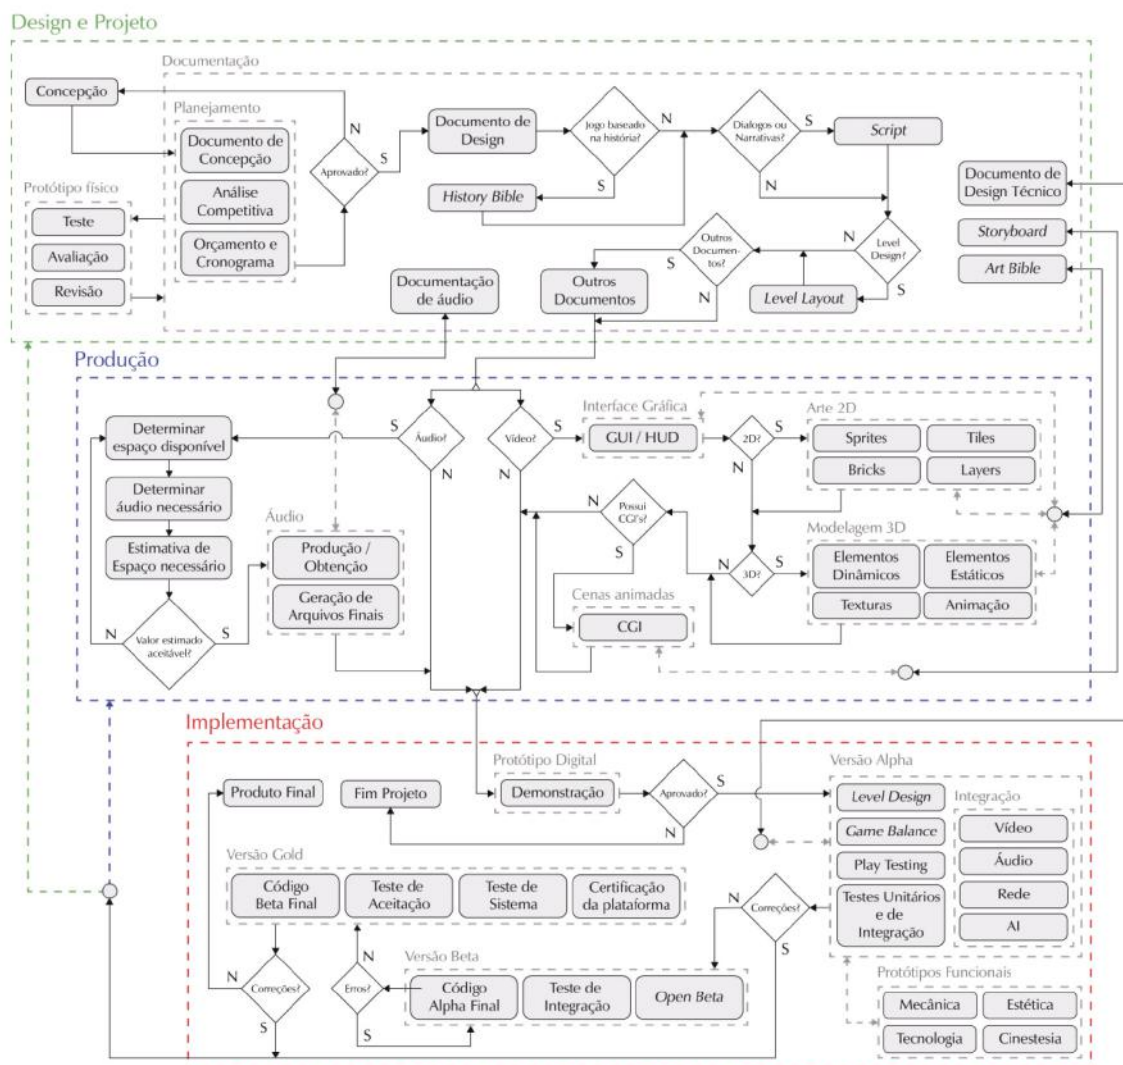 Design e Projeto
Documentação
Concepção
Planejamento
Documento de
Concepção
Análise
Competitiva
Orçamento e
Cronograma
Protótipo físico
Teste
Avaliação
Revisão
N
S
Aprovado?
Documento de
Design
Jogo baseado
na história?
N
S
History Bible
Dialogos ou
Narrativas?
S
N
Script
Documento de
Design Técnico
Storyboard
Art Bible
Level
Design?
N
S
Level Layout
Outros
Documen-
tos?
S
N
Outros
Documentos
Documentação
de áudio
Produção
Determinar
espaço disponível
Determinar
áudio necessário
Estimativa de
Espaço necessário
Valor estimado
aceitável?
N
S
Áudio
Produção /
Obtenção
Geração de
Arquivos Finais
S
Áudio?
N
Vídeo?
S
N
Interface Gráfica
GUI / HUD
2D?
S
N
Arte 2D
Sprites
Tiles
Bricks
Layers
Possui
CGI's?
N
S
3D?
N
S
Modelagem 3D
Elementos
Dinâmicos
Elementos
Estáticos
Texturas
Animação
Cenas animadas
CGI
Implementação
Produto Final
Fim Projeto
Protótipo Digital
Demonstração
Aprovado?
S
N
Versão Alpha
Level Design
Game Balance
Play Testing
Testes Unitários
e de
Integração
Integração
Vídeo
Áudio
Rede
AI
Versão Gold
Código
Beta Final
Teste de
Aceitação
Teste de
Sistema
Certificação
da plataforma
N
Correções?
S
N
Correções?
S
N
Erros?
S
Versão Beta
Código
Alpha Final
Teste de
Integração
Open Beta
Protótipos Funcionais
Mecânica
Estética
Tecnologia
Cinestesia